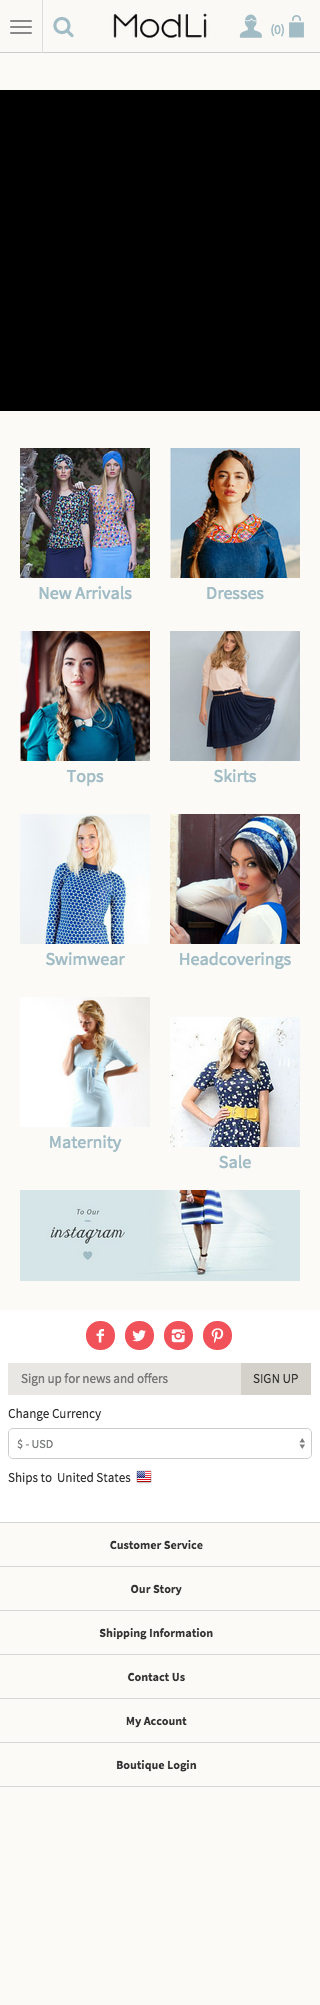 ModLi
(0)
New Arrivals
Dresses
Tops
Skirts
Swimwear
Headcoverings
Maternity
Sale
To Our
instagram
Sign up for news and offers
SIGN UP
Change Currency
$ - USD
Ships to United States
Customer Service
Our Story
Shipping Information
Contact Us
My Account
Boutique Login